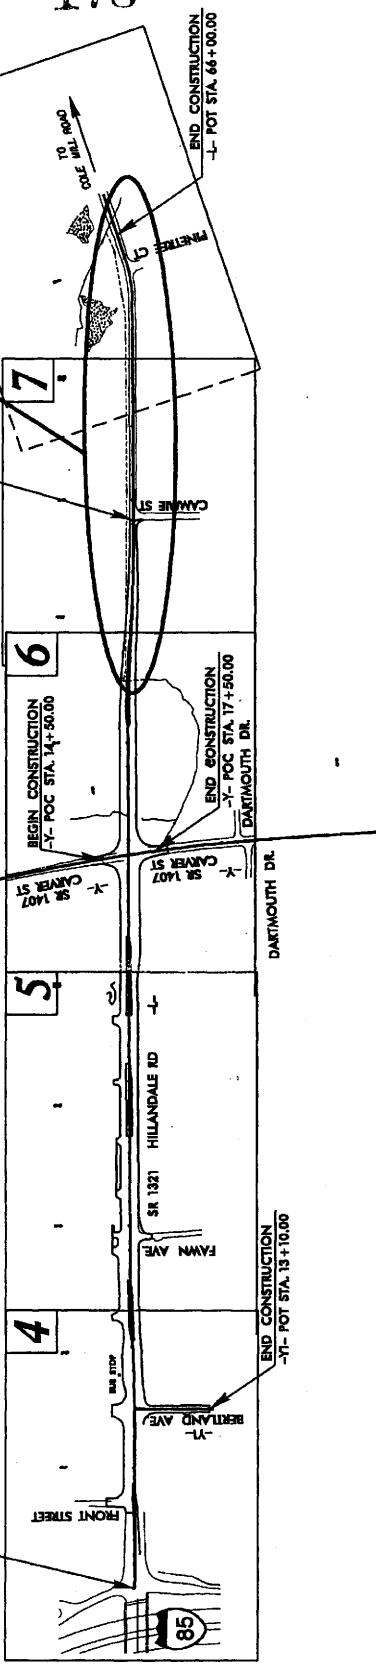 END CONSTRUCTION
-L- POT STA. 66+00.00
TO
COLE MILL ROAD
PINETREE CT
7
CAMMIE ST
6
BEGIN CONSTRUCTION
-Y- POC STA. 14+50.00
END CONSTRUCTION
-Y- POC STA. 17+50.00
DARTMOUTH DR.
SR 1407
CARVER ST
-Y-
SR 1407
CARVER ST
-Y-
DARTMOUTH DR.
5
-L-
SR 1321 HILLANDALE RD
FAWN AVE
4
BUS STOP
END CONSTRUCTION
-Y1- POT STA. 13+10.00
BERTLAND AVE
-Y1-
FRONT STREET
85